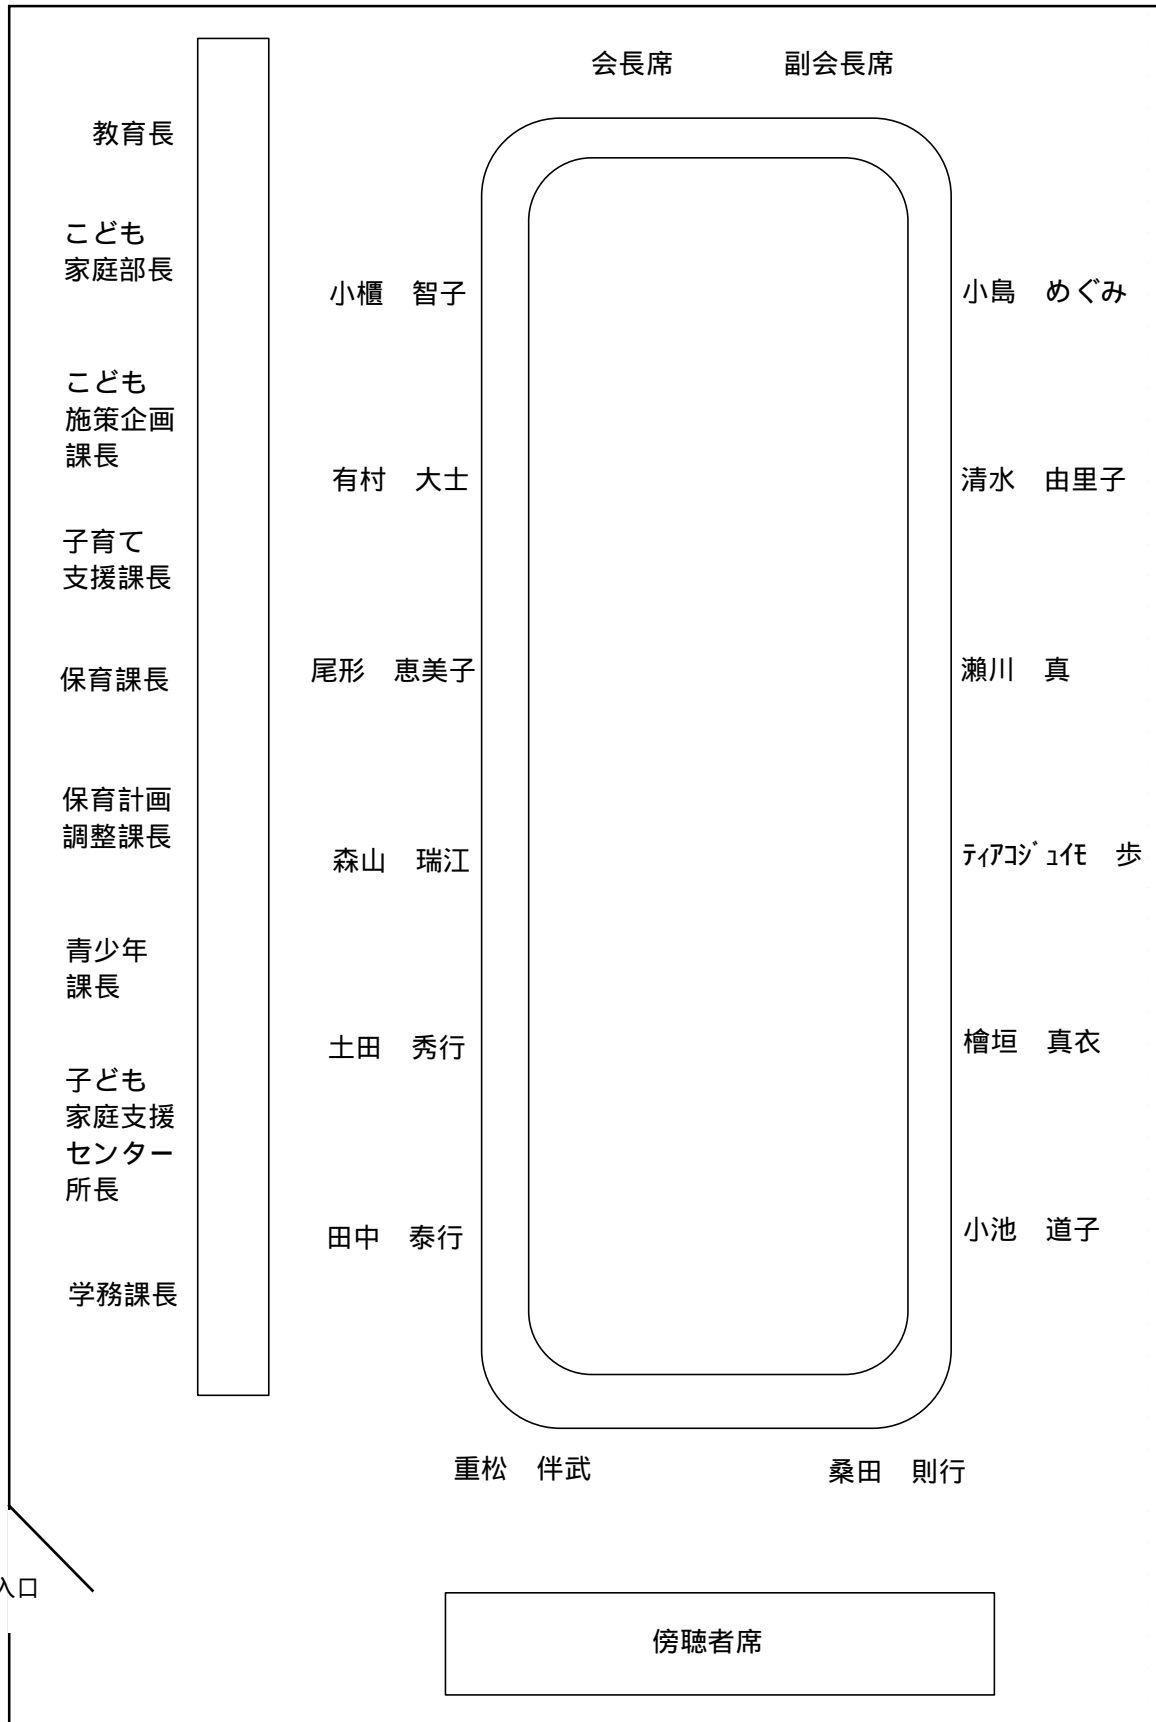 会長席　副会長席
教育長
こども
家庭部長
こども
施策企画
課長
子育て
支援課長
保育課長
保育計画
調整課長
青少年
課長
子ども
家庭支援
センター
所長
学務課長
小櫃　智子
有村　大士
尾形　恵美子
森山　瑞江
土田　秀行
田中　泰行
小島　めぐみ
清水　由里子
瀨川　真
ﾃｨｱｺｼﾞｭｲﾓ　歩
檜垣　真衣
小池　道子
重松　伴武
桑田　則行
入口
傍聴者席